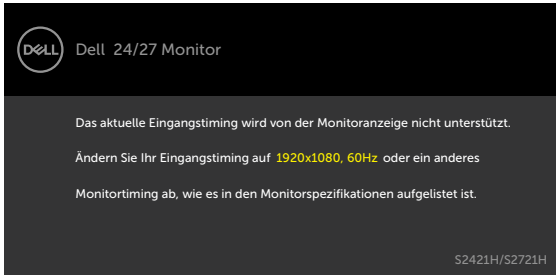 DELL
Dell 24/27 Monitor
Das aktuelle Eingangstiming wird von der Monitoranzeige nicht unterstützt.
Ändern Sie Ihr Eingangstiming auf 1920x1080, 60Hz oder ein anderes
Monitortiming ab, wie es in den Monitorspezifikationen aufgelistet ist.
S2421H/S2721H